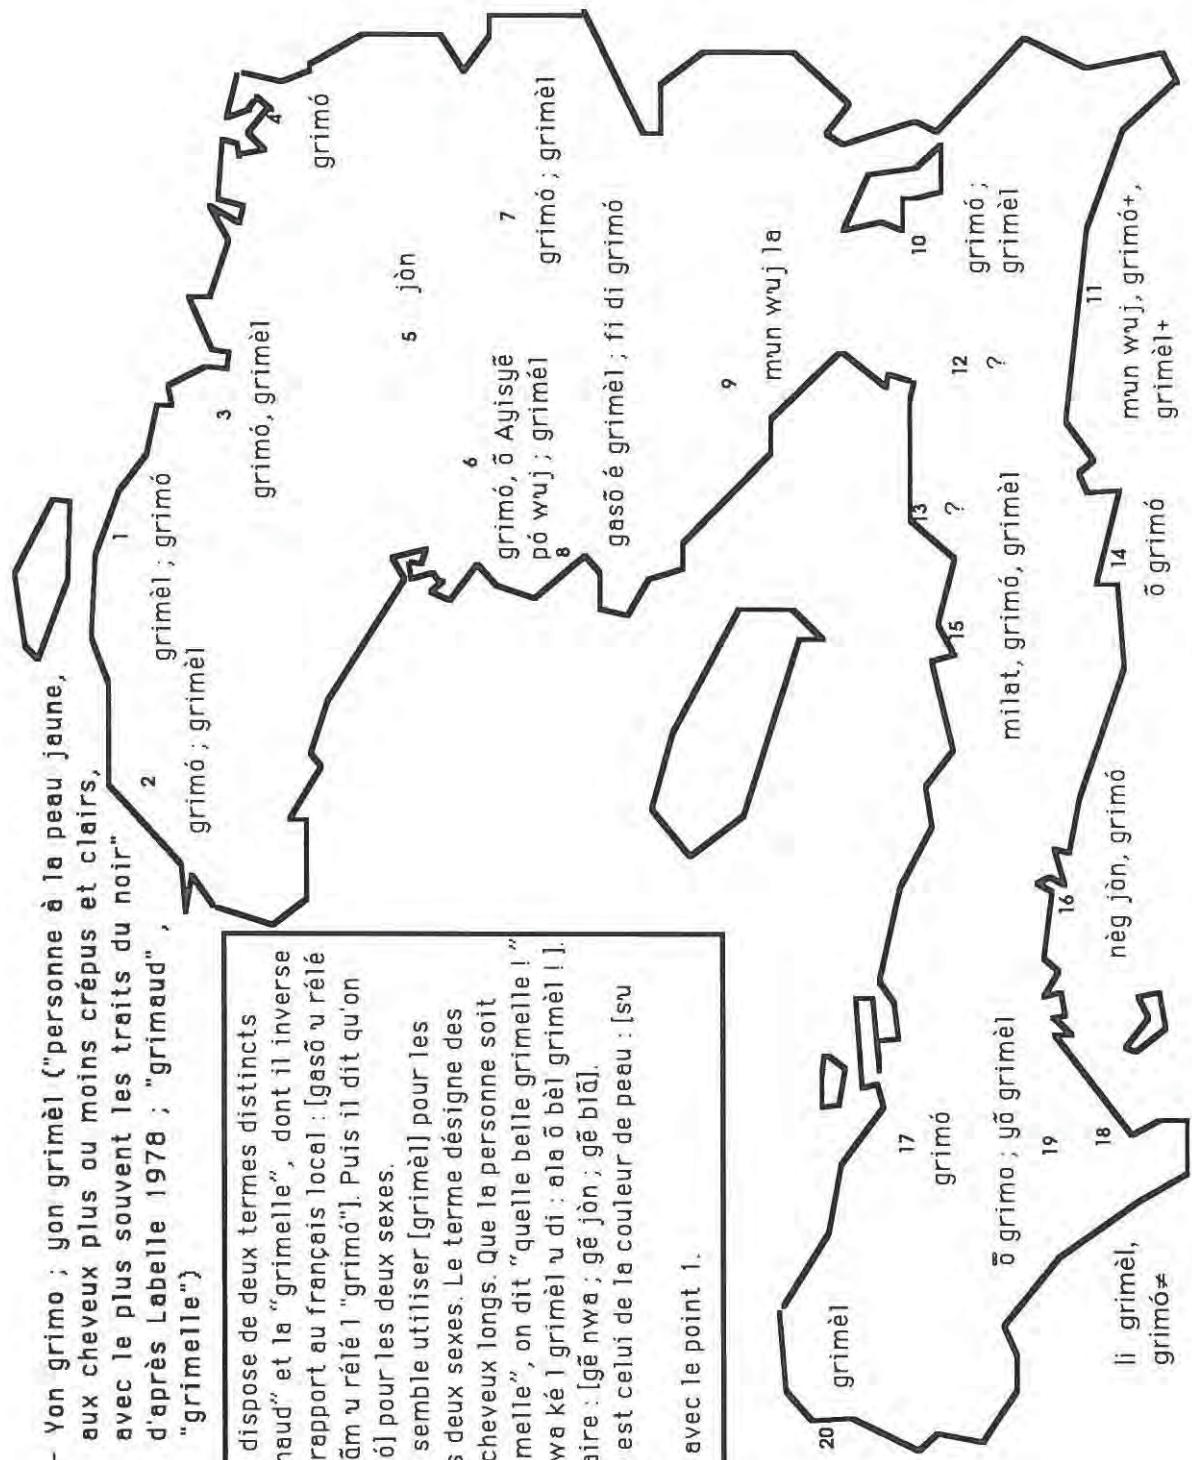 - Yon grimo ; yon grimèl ("personne à la peau jaune,
aux cheveux plus ou moins crépus et clairs,
avec le plus souvent les traits du noir"
d'après Labelle 1978 ; "grimaud" ,
"grimelle")
dispose de deux termes distincts
naud" et la "grimelle", dont il inverse
rapport au français local : [gasõ u rélé
ãm u rélé l "grimó"]. Puis il dit qu'on
ó] pour les deux sexes.
semble utiliser [grimèl] pour les
s deux sexes. Le terme désigne des
cheveux longs. Que la personne soit
melle", on dit "quelle belle grimelle !"
wa ké l grimèl u di : ala õ bèl grimèl ! ].
aire : [gẽ nwa ; gẽ jòn ; gẽ blã].
est celui de la couleur de peau : [su
avec le point 1.
1
grimèl ; grimó
2
grimó ; grimèl
3
grimó, grimèl
4
grimó
5 jòn
6
grimó, õ Ayisyẽ
pó wuj ; grimél
7
grimó ; grimèl
8
gasõ é grimèl ; fi di grimó
9
mun wuj la
10
grimó ;
grimèl
11
mun wuj, grimó+,
grimèl+
12
?
13
?
14
õ grimó
15
milat, grimó, grimèl
16
nèg jòn, grimó
17
grimó
õ grimo ; yõ grimèl
19
18
li grimèl,
grimó≠
20
grimèl